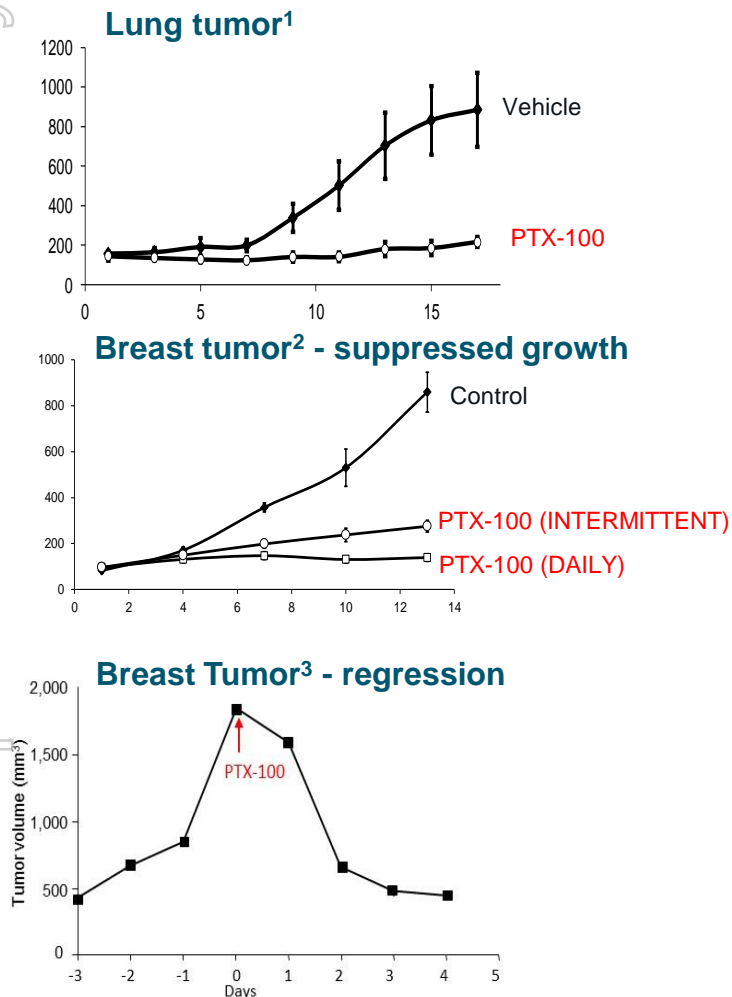 Lung tumor¹
1200
1000
800
600
400
200
0
0 5 10 15
Vehicle
PTX-100
Breast tumor² - suppressed growth
1000
800
600
400
200
0
0 2 4 6 8 10 12 14
Control
PTX-100 (INTERMITTENT)
PTX-100 (DAILY)
Breast Tumor³ - regression
Tumor volume (mm³)
2,000
1,500
1,000
500
0
PTX-100
-3 -2 -1 0 1 2 3 4 5
Days